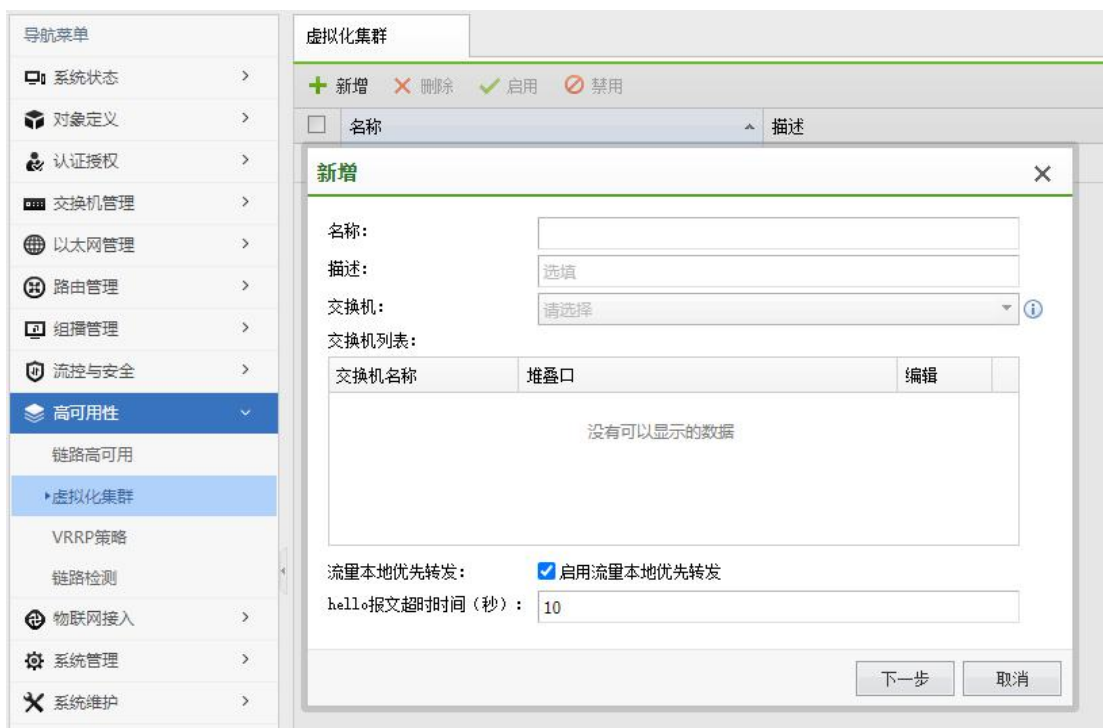 导航菜单
系统状态
对象定义
认证授权
交换机管理
以太网管理
路由管理
组播管理
流控与安全
高可用性
链路高可用
虚拟化集群
VRRP策略
链路检测
物联网接入
系统管理
系统维护
虚拟化集群
新增 删除 启用 禁用
名称 描述
新增
名称：
描述： 选填
交换机： 请选择
交换机列表：
交换机名称 堆叠口 编辑
没有可以显示的数据
流量本地优先转发： 启用流量本地优先转发
hello报文超时时间（秒）： 10
下一步 取消